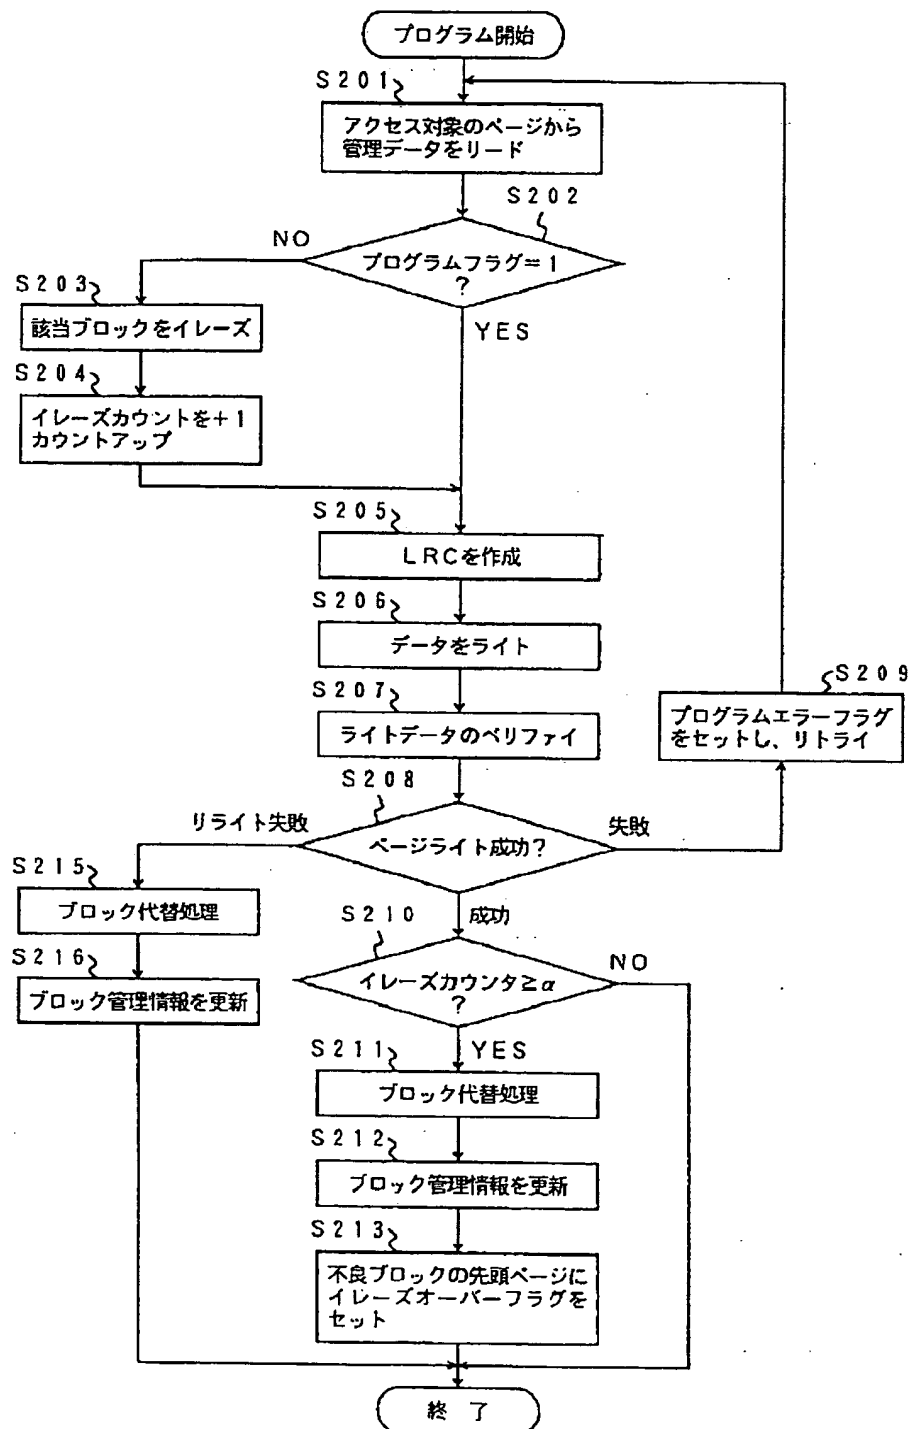 プログラム開始
S201
アクセス対象のページから
管理データをリード
S202
プログラムフラグ=1
?
NO
YES
S203
該当ブロックをイレーズ
S204
イレーズカウントを+1
カウントアップ
S205
LRCを作成
S206
データをライト
S207
ライトデータのベリファイ
S208
ページライト成功?
リライト失敗
失敗
成功
S209
プログラムエラーフラグ
をセットし、リトライ
S215
ブロック代替処理
S216
ブロック管理情報を更新
S210
イレーズカウンタ≧α
?
NO
YES
S211
ブロック代替処理
S212
ブロック管理情報を更新
S213
不良ブロックの先頭ページに
イレーズオーバーフラグを
セット
終 了